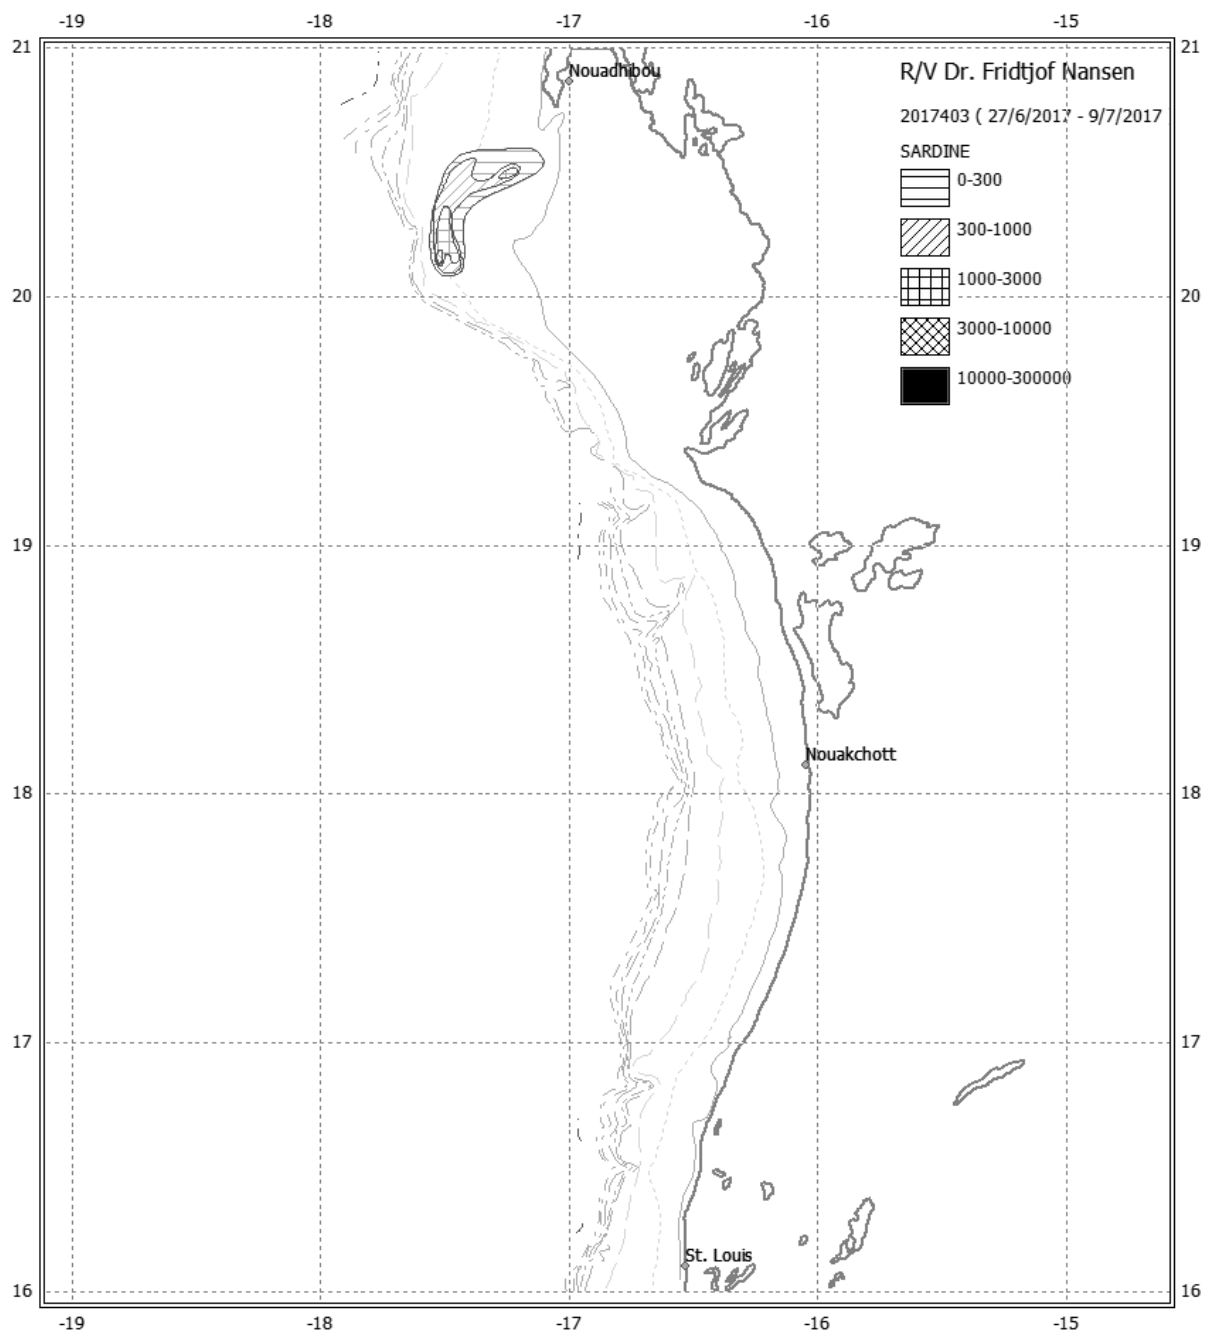 -19 -18 -17 -16 -15
21 21
Nouadhibou
R/V Dr. Fridtjof Nansen
2017403 ( 27/6/2017 - 9/7/2017
SARDINE
0-300
300-1000
1000-3000
20 20
3000-10000
10000-300000
19 19
Nouakchott
18 18
17 17
St. Louis
16 16
-19 -18 -17 -16 -15